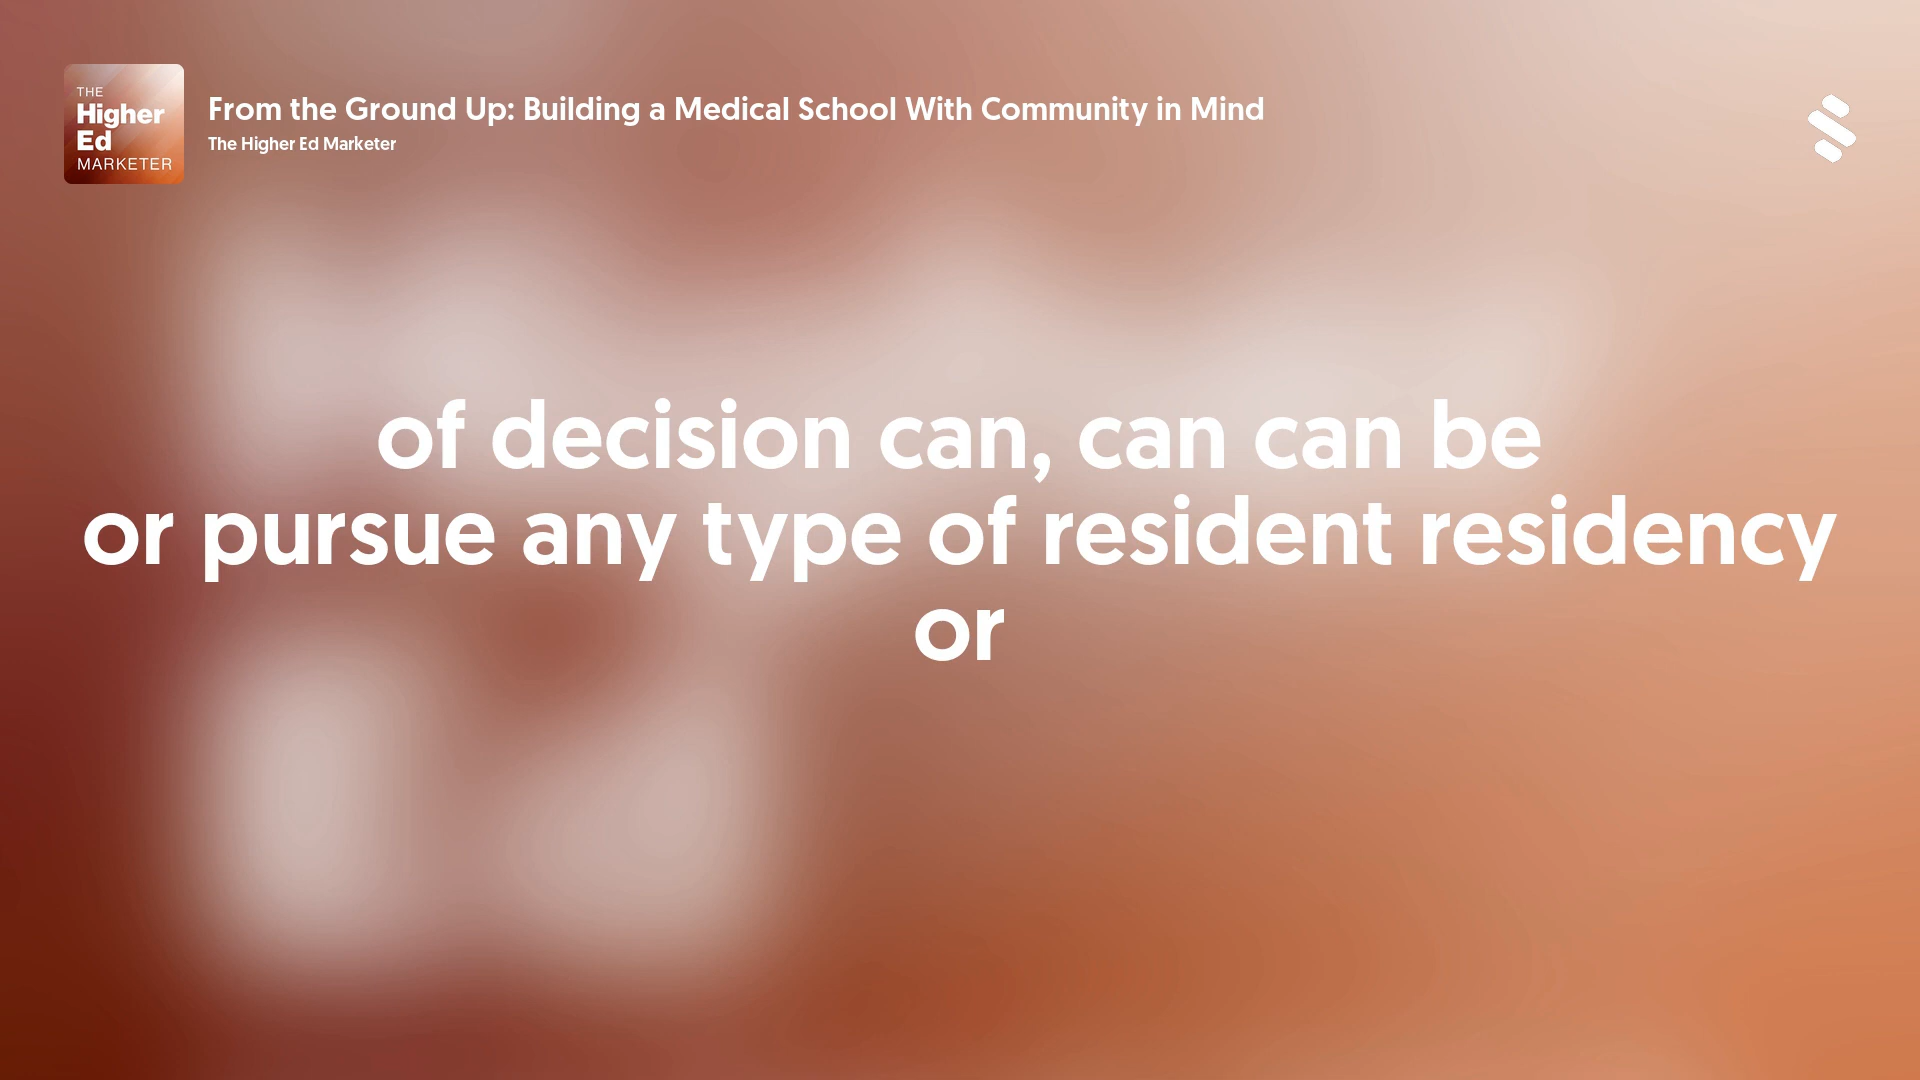 THE
Higher
Ed
MARKETER
From the Ground Up: Building a Medical School With Community in Mind
The Higher Ed Marketer
of decision can, can can be
or pursue any type of resident residency
or